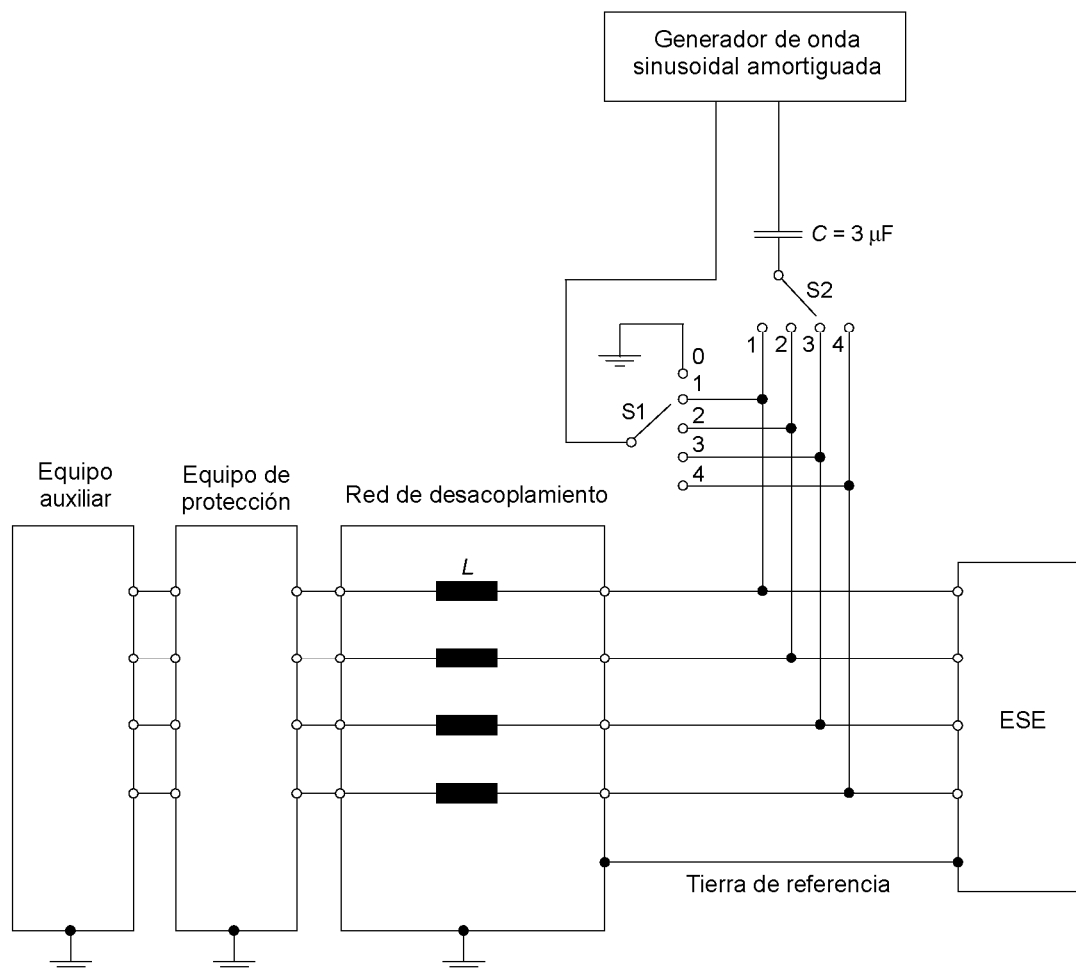 Generador de onda
sinusoidal amortiguada
C = 3 μF
S2
1 2 3 4
0
1
S1
2
3
4
Equipo
auxiliar
Equipo de
protección
Red de desacoplamiento
L
ESE
Tierra de referencia